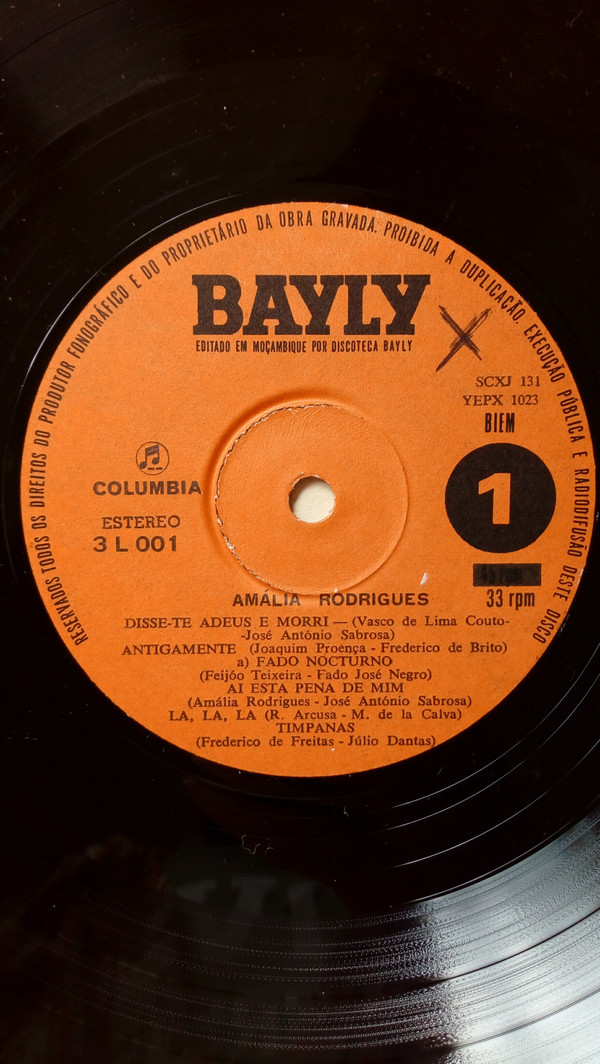 RESERVADOS TODOS OS DIREITOS DO PRODUTOR FONOGRÁFICO E DO PROPRIETÁRIO DA OBRA GRAVADA. PROIBIDA A DUPLICAÇÃO, EXECUÇÃO PÚBLICA E RADIODIFUSÃO DESTE DISCO
BAYLY
EDITADO EM MOÇAMBIQUE POR DISCOTECA BAYLY
SCXJ 131
YEPX 1023
BIEM
COLUMBIA
1
ESTEREO
3 L 001
45 rpm
33 rpm
AMÁLIA RODRIGUES
DISSE-TE ADEUS E MORRI — (Vasco de Lima Couto-
-José António Sabrosa)
ANTIGAMENTE (Joaquim Proença - Frederico de Brito)
a) FADO NOCTURNO
(Feijóo Teixeira - Fado José Negro)
AI ESTA PENA DE MIM
(Amália Rodrigues - José António Sabrosa)
LA, LA, LA (R. Arcusa - M. de la Calva)
TIMPANAS
(Frederico de Freitas - Júlio Dantas)